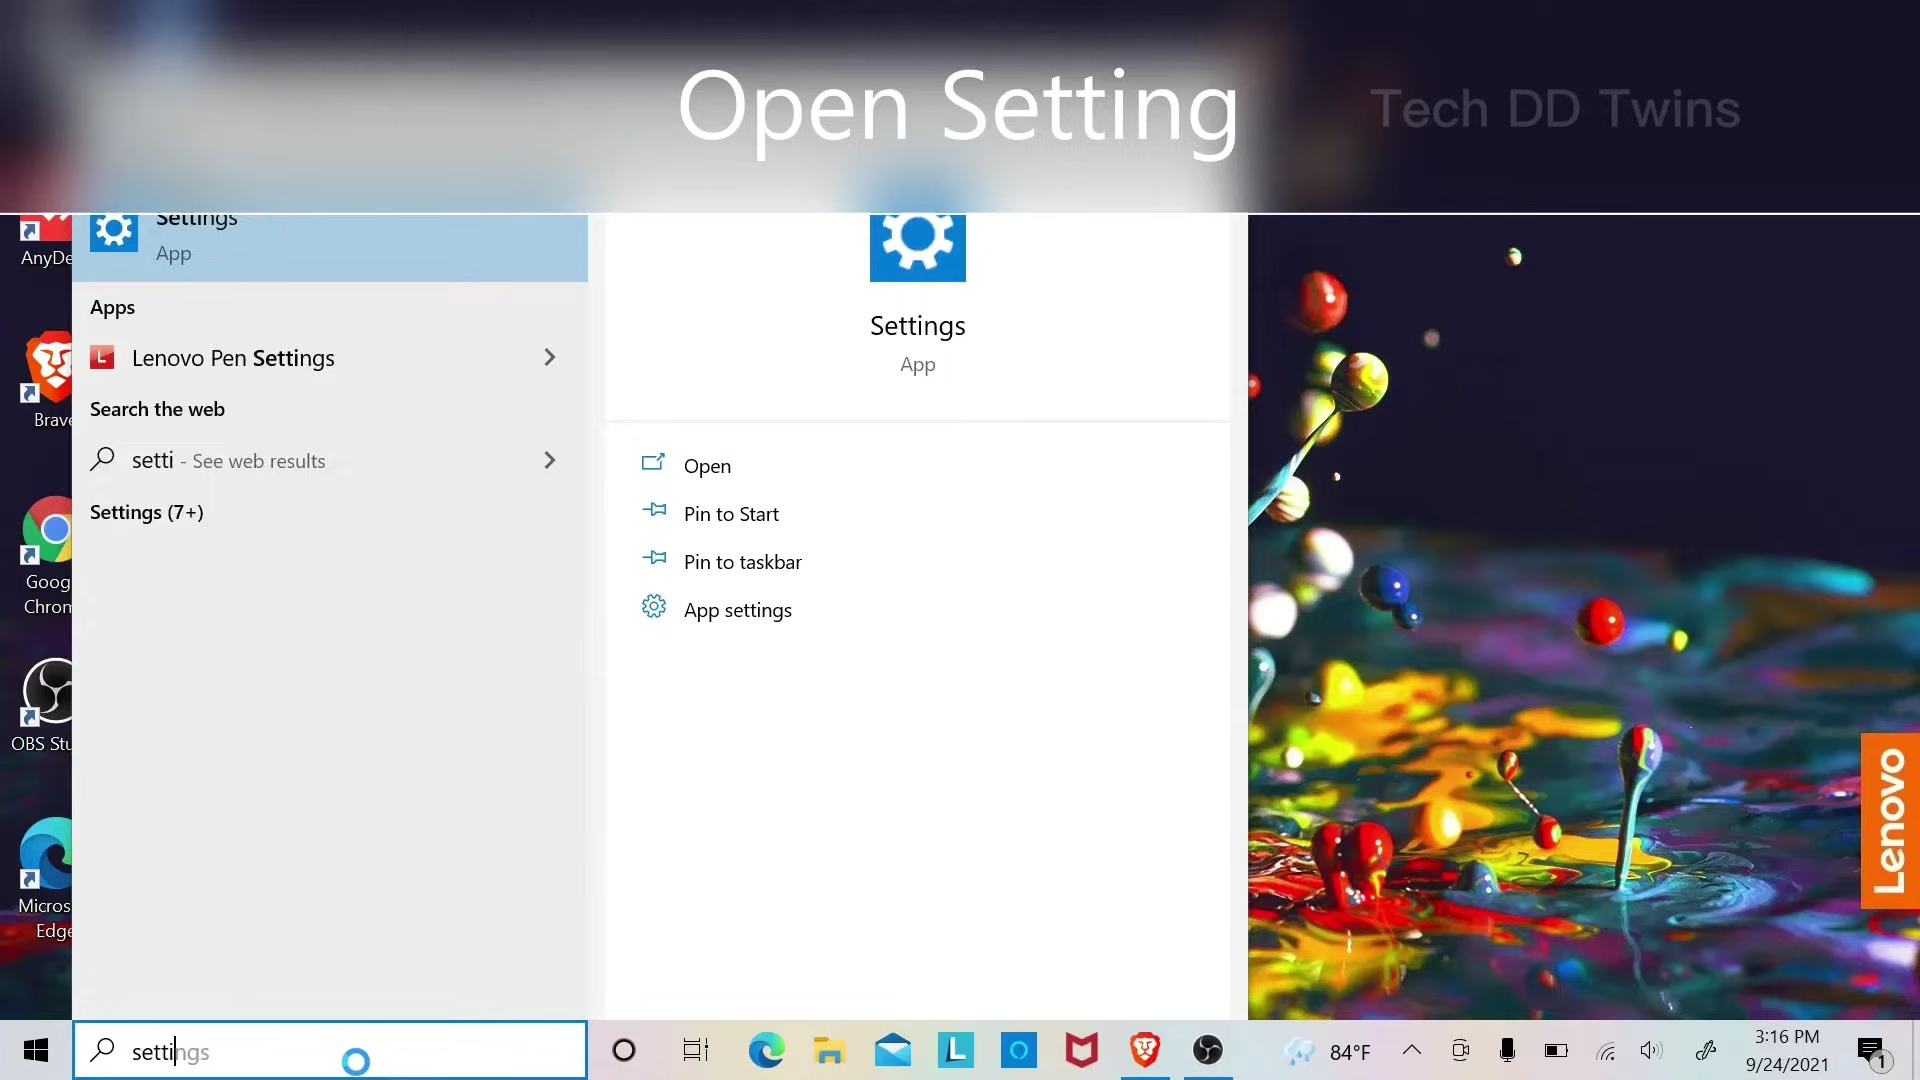 Open Setting
Tech DD Twins
Settings
App
Apps
Lenovo Pen Settings
Search the web
setti - See web results
Settings (7+)
Settings
App
Open
Pin to Start
Pin to taskbar
App settings
AnyDe
Brave
Goog
Chrom
OBS Stu
Micros
Edge
Lenovo
settings
L
84°F
3:16 PM
9/24/2021
1